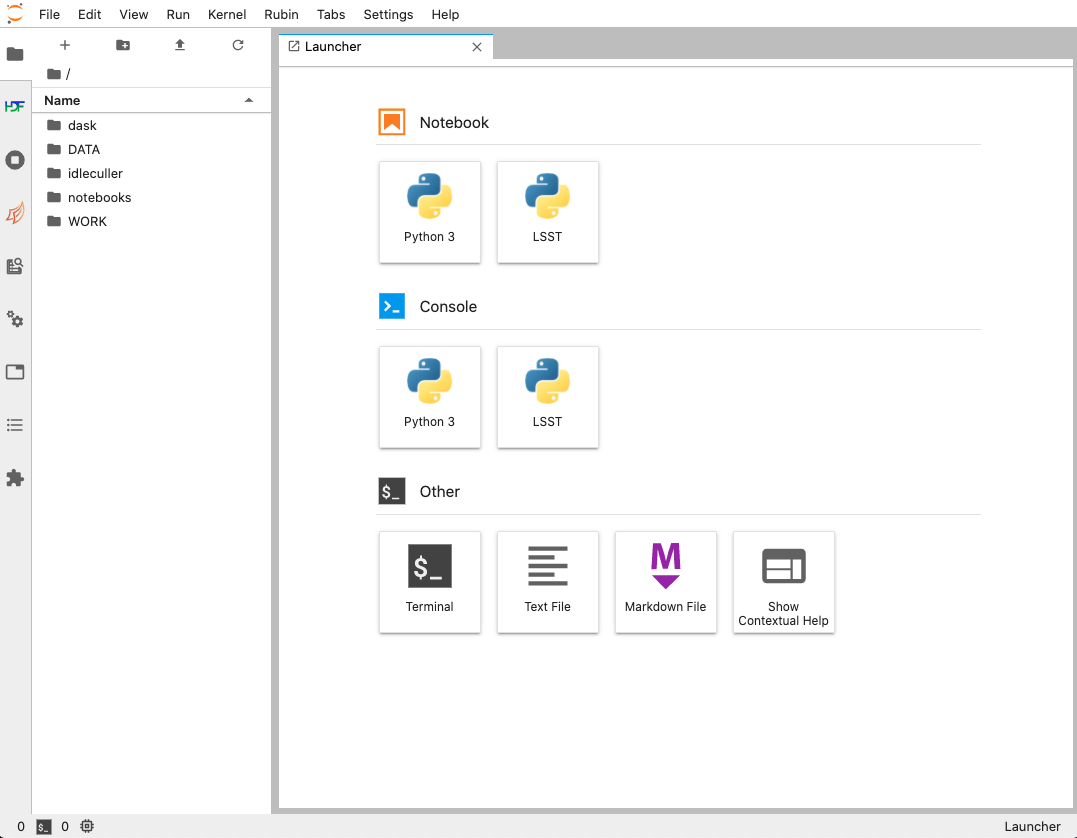 File Edit View Run Kernel Rubin Tabs Settings Help
Launcher
/
Name
HDF
dask
DATA
idleculler
notebooks
WORK
Notebook
Python 3 LSST
Console
Python 3 LSST
$_ Other
$_ M
Terminal Text File Markdown File Show
Contextual Help
0 $_ 0 Launcher